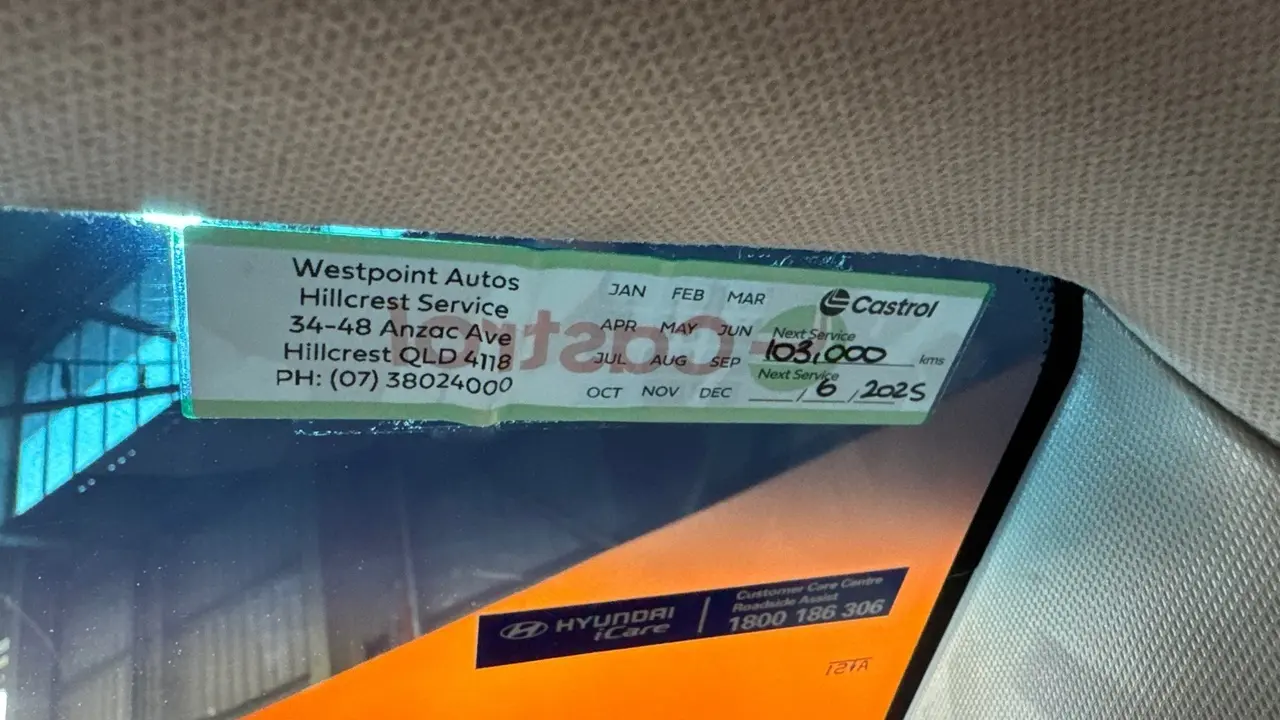 Westpoint Autos
Hillcrest Service
34-48 Anzac Ave
Hillcrest QLD 4118
PH: (07) 38024000
JAN FEB MAR
APR MAY JUN
JUL AUG SEP
OCT NOV DEC
Castrol
Next Service
103,000 kms
Next Service
/ 6 / 2025
Castrol
HYUNDAI
iCare
Customer Care Centre
Roadside Assist
1800 186 306